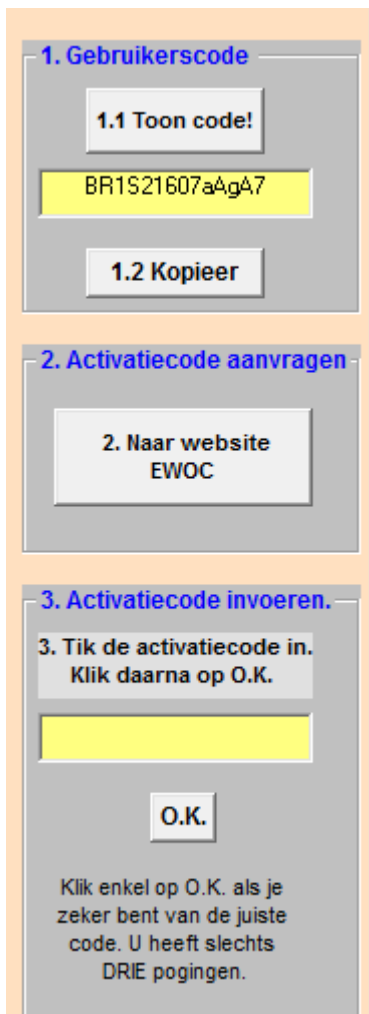 1. Gebruikerscode
1.1 Toon code!
BR1S21607aAgA7
1.2 Kopieer
2. Activatiecode aanvragen
2. Naar website
EWOC
3. Activatiecode invoeren.
3. Tik de activatiecode in.
Klik daarna op O.K.
O.K.
Klik enkel op O.K. als je
zeker bent van de juiste
code. U heeft slechts
DRIE pogingen.